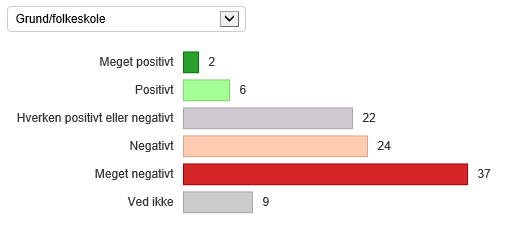 Grund/folkeskole
Meget positivt 2
Positivt 6
Hverken positivt eller negativt 22
Negativt 24
Meget negativt 37
Ved ikke 9